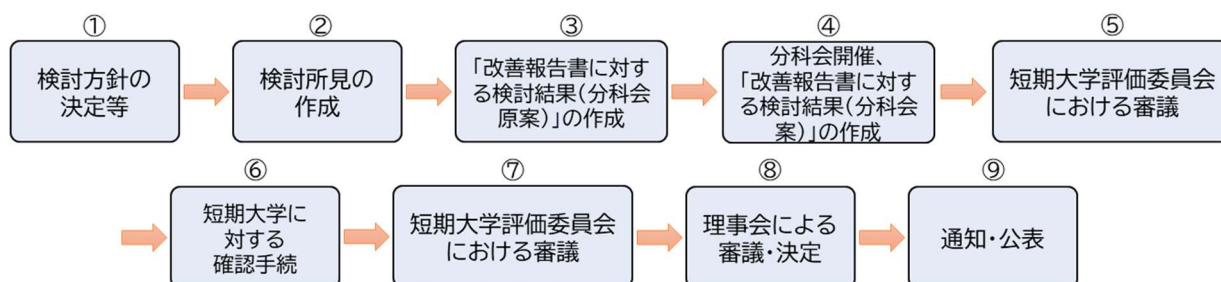 ①
検討方針の
決定等
②
検討所見の
作成
③
「改善報告書に対す
る検討結果(分科会
原案)」の作成
④
分科会開催、
「改善報告書に対す
る検討結果(分科会
案)」の作成
⑤
短期大学評価委員会
における審議
⑥
短期大学に
対する
確認手続
⑦
短期大学評価委員会
における審議
⑧
理事会による
審議・決定
⑨
通知・公表